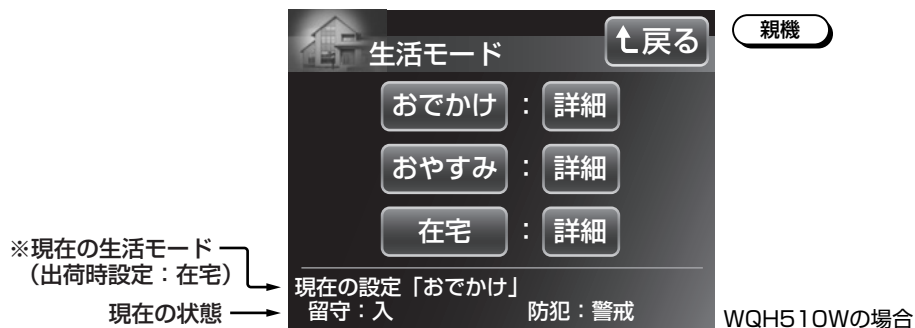 生活モード
戻る
親機
おでかけ : 詳細
おやすみ : 詳細
在宅 : 詳細
※現在の生活モード
（出荷時設定：在宅）
現在の設定「おでかけ」
現在の状態
留守：入 防犯：警戒
WQH510Wの場合